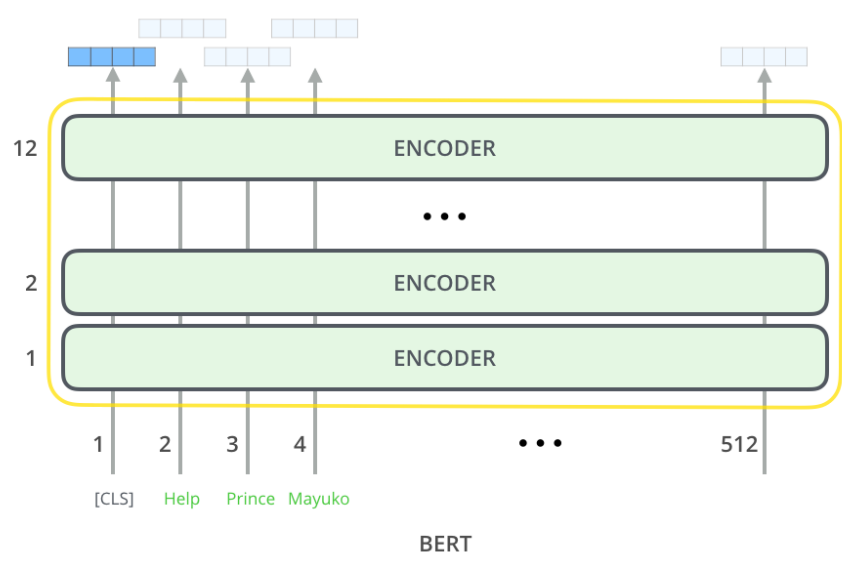 12 ENCODER
...
2 ENCODER
1 ENCODER
1 2 3 4 ... 512
[CLS] Help Prince Mayuko
BERT